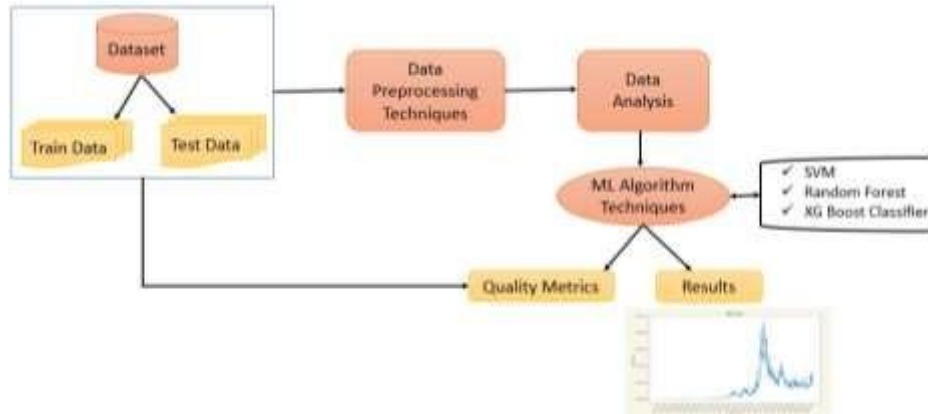 Dataset
Train Data
Test Data
Data
Preprocessing
Techniques
Data
Analysis
ML Algorithm
Techniques
✓ SVM
✓ Random Forest
✓ XG Boost Classifier
Quality Metrics
Results